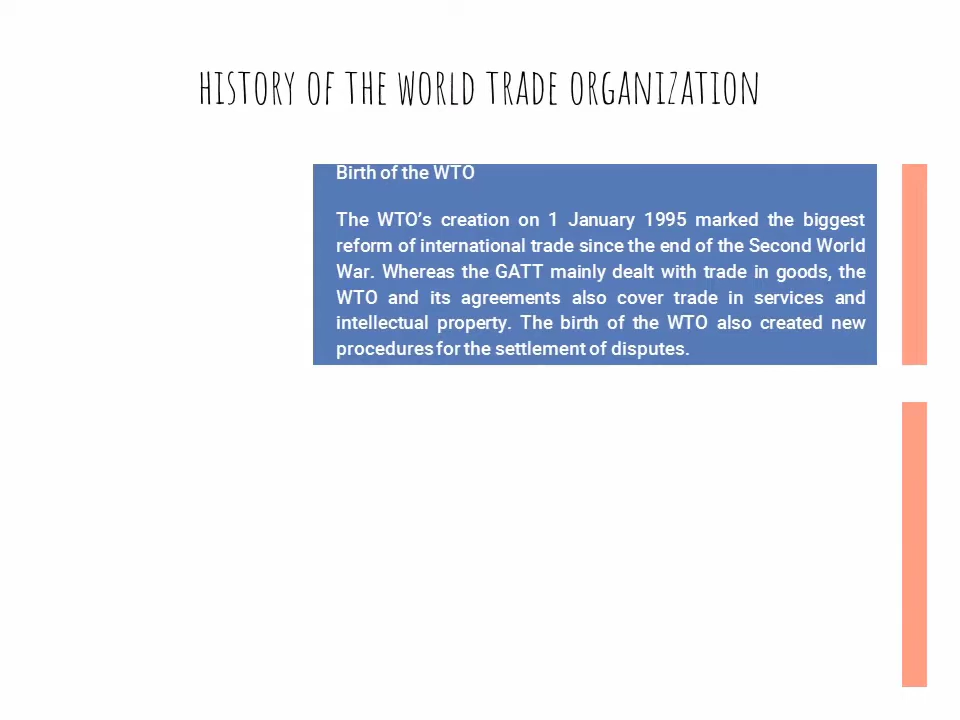 HISTORY OF THE WORLD TRADE ORGANIZATION
Birth of the WTO
The WTO’s creation on 1 January 1995 marked the biggest
reform of international trade since the end of the Second World
War. Whereas the GATT mainly dealt with trade in goods, the
WTO and its agreements also cover trade in services and
intellectual property. The birth of the WTO also created new
procedures for the settlement of disputes.